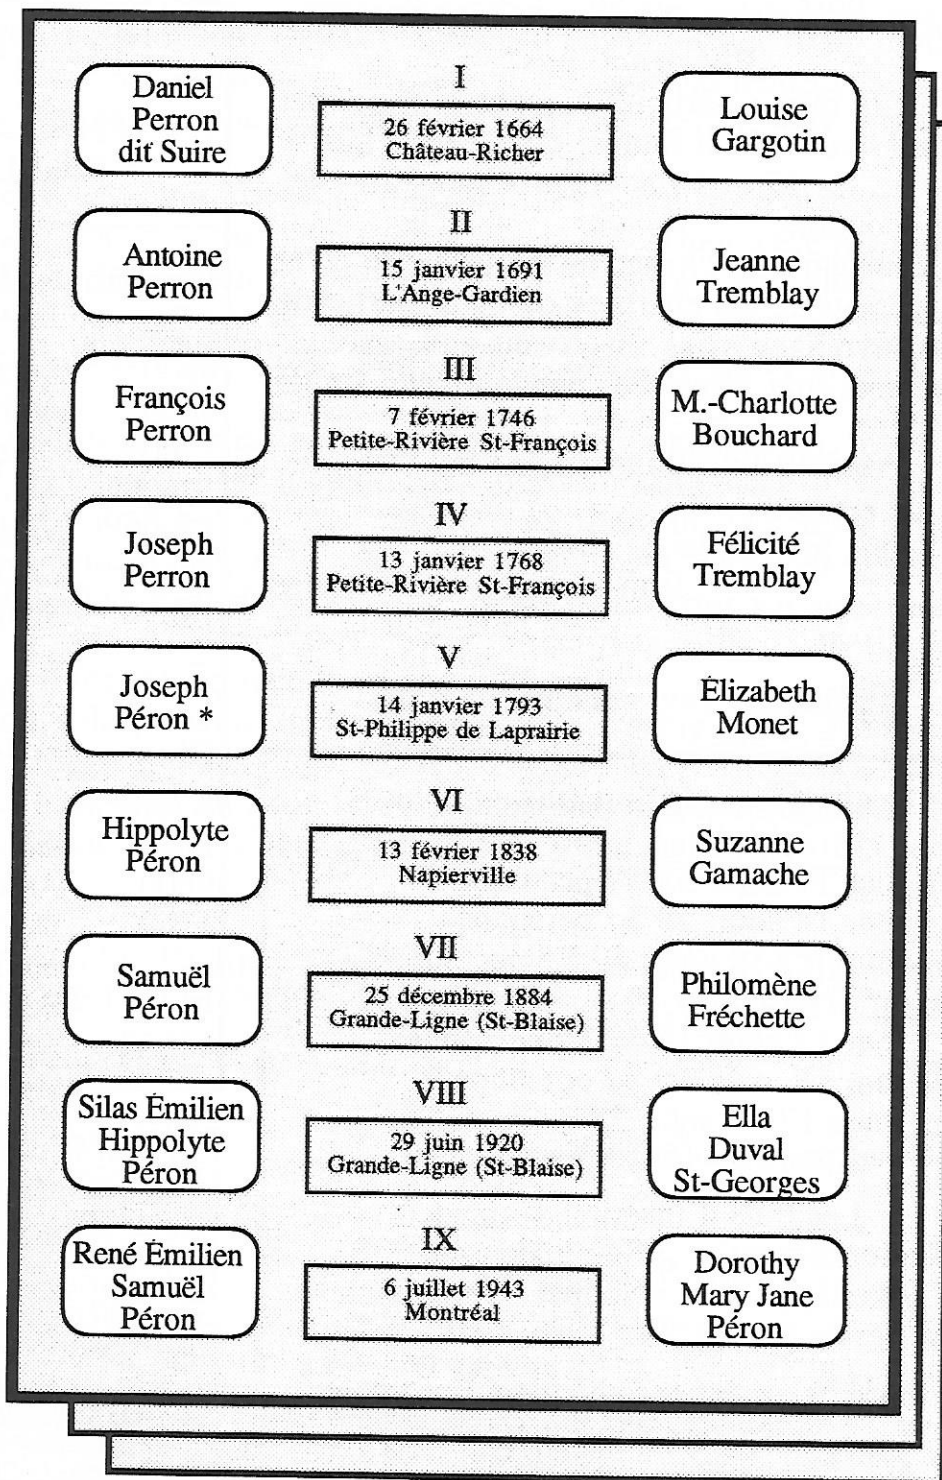 Daniel
Perron
dit Suire
I
26 février 1664
Château-Richer
Louise
Gargotin
Antoine
Perron
II
15 janvier 1691
L'Ange-Gardien
Jeanne
Tremblay
François
Perron
III
7 février 1746
Petite-Rivière St-François
M.-Charlotte
Bouchard
Joseph
Perron
IV
13 janvier 1768
Petite-Rivière St-François
Félicité
Tremblay
Joseph
Péron *
V
14 janvier 1793
St-Philippe de Laprairie
Élizabeth
Monet
Hippolyte
Péron
VI
13 février 1838
Napierville
Suzanne
Gamache
Samuël
Péron
VII
25 décembre 1884
Grande-Ligne (St-Blaise)
Philomène
Fréchette
Silas Émilien
Hippolyte
Péron
VIII
29 juin 1920
Grande-Ligne (St-Blaise)
Ella
Duval
St-Georges
René Émilien
Samuël
Péron
IX
6 juillet 1943
Montréal
Dorothy
Mary Jane
Péron